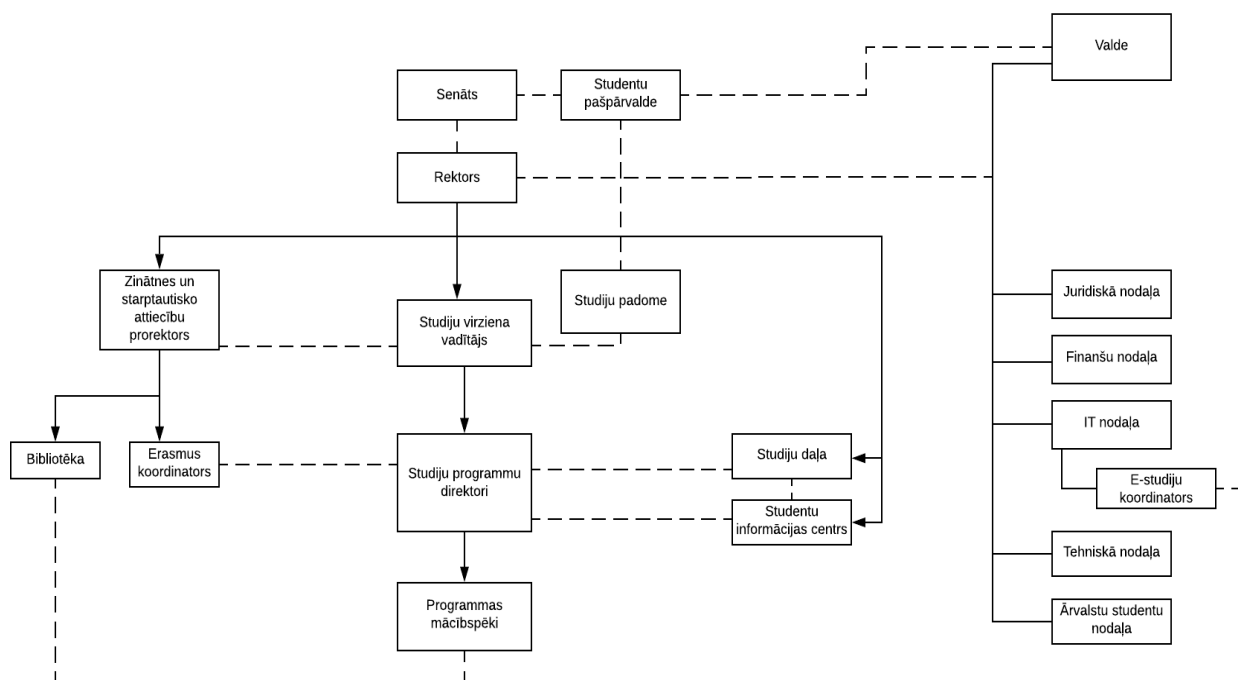 Valde
Senāts
Studentu
pašpārvalde
Rektors
Zinātnes un
starptautisko
attiecību
prorektors
Studiju virziena
vadītājs
Studiju padome
Juridiskā nodaļa
Finanšu nodaļa
IT nodaļa
E-studiju
koordinators
Bibliotēka
Erasmus
koordinators
Studiju programmu
direktori
Studiju daļa
Studentu
informācijas centrs
Tehniskā nodaļa
Programmas
mācībspēki
Ārvalstu studentu
nodaļa